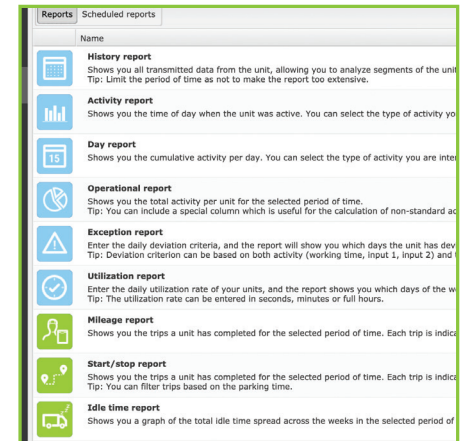 Reports Scheduled reports
Name
History report
Shows you all transmitted data from the unit, allowing you to analyze segments of the unit
Tip: Limit the period of time as not to make the report too extensive.
Activity report
Shows you the time of day when the unit was active. You can select the type of activity yo
15
Day report
Shows you the cumulative activity per day. You can select the type of activity you are inter
Operational report
Shows you the total activity per unit for the selected period of time.
Tip: You can include a special column which is useful for the calculation of non-standard ac
Exception report
Enter the daily deviation criteria, and the report will show you which days the unit has dev
Tip: Deviation criterion can be based on both activity (working time, input 1, input 2) and
Utilization report
Enter the daily utilization rate of your units, and the report shows you which days of the w
Tip: The utilization rate can be entered in seconds, minutes or full hours.
Mileage report
Shows you the trips a unit has completed for the selected period of time. Each trip is indica
Start/stop report
Shows you the trips a unit has completed for the selected period of time. Each trip is indica
Tip: You can filter trips based on the parking time.
Idle time report
Shows you a graph of the total idle time spread across the weeks in the selected period of